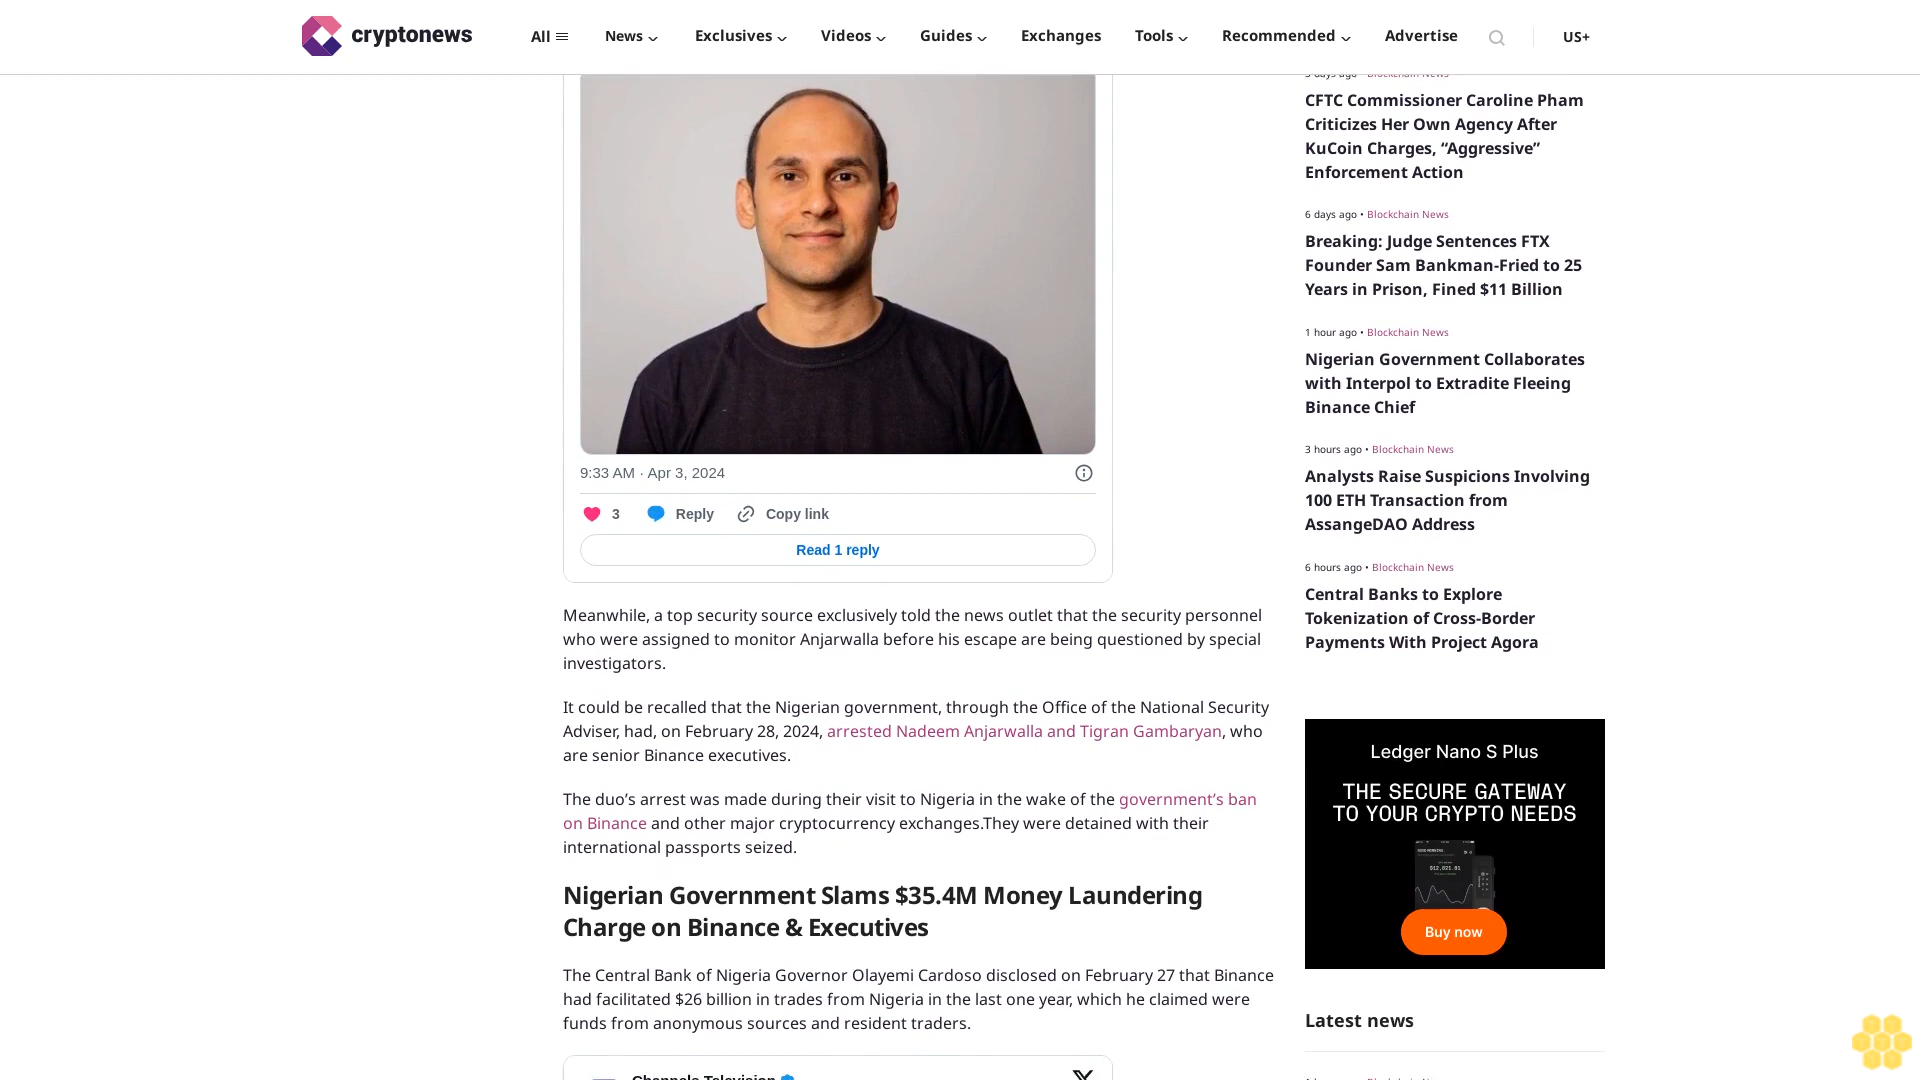 cryptonews
All
News
Exclusives
Videos
Guides
Exchanges
Tools
Recommended
Advertise
US+
9:33 AM · Apr 3, 2024
3
Reply
Copy link
Read 1 reply
Meanwhile, a top security source exclusively told the news outlet that the security personnel
who were assigned to monitor Anjarwalla before his escape are being questioned by special
investigators.
It could be recalled that the Nigerian government, through the Office of the National Security
Adviser, had, on February 28, 2024, arrested Nadeem Anjarwalla and Tigran Gambaryan, who
are senior Binance executives.
The duo’s arrest was made during their visit to Nigeria in the wake of the government’s ban
on Binance and other major cryptocurrency exchanges.They were detained with their
international passports seized.
Nigerian Government Slams $35.4M Money Laundering
Charge on Binance & Executives
The Central Bank of Nigeria Governor Olayemi Cardoso disclosed on February 27 that Binance
had facilitated $26 billion in trades from Nigeria in the last one year, which he claimed were
funds from anonymous sources and resident traders.
Channels Television
days ago • Blockchain News
CFTC Commissioner Caroline Pham
Criticizes Her Own Agency After
KuCoin Charges, “Aggressive”
Enforcement Action
6 days ago • Blockchain News
Breaking: Judge Sentences FTX
Founder Sam Bankman-Fried to 25
Years in Prison, Fined $11 Billion
1 hour ago • Blockchain News
Nigerian Government Collaborates
with Interpol to Extradite Fleeing
Binance Chief
3 hours ago • Blockchain News
Analysts Raise Suspicions Involving
100 ETH Transaction from
AssangeDAO Address
6 hours ago • Blockchain News
Central Banks to Explore
Tokenization of Cross-Border
Payments With Project Agora
Ledger Nano S Plus
THE SECURE GATEWAY
TO YOUR CRYPTO NEEDS
Buy now
Latest news